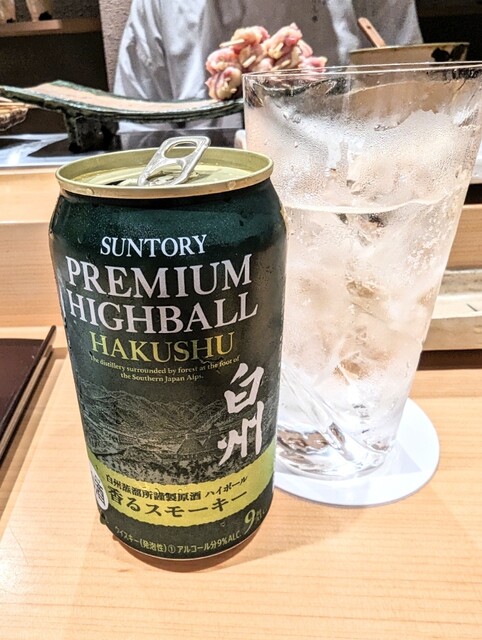 SUNTORY
PREMIUM
HIGHBALL
HAKUSHU
The distillery surrounded by forest at the foot of
the Southern Japan Alps.
白州
白州蒸溜所謹製原酒 ハイボール
香るスモーキー
酒
ウイスキー(発泡性)① アルコール分9% ALC. 9%